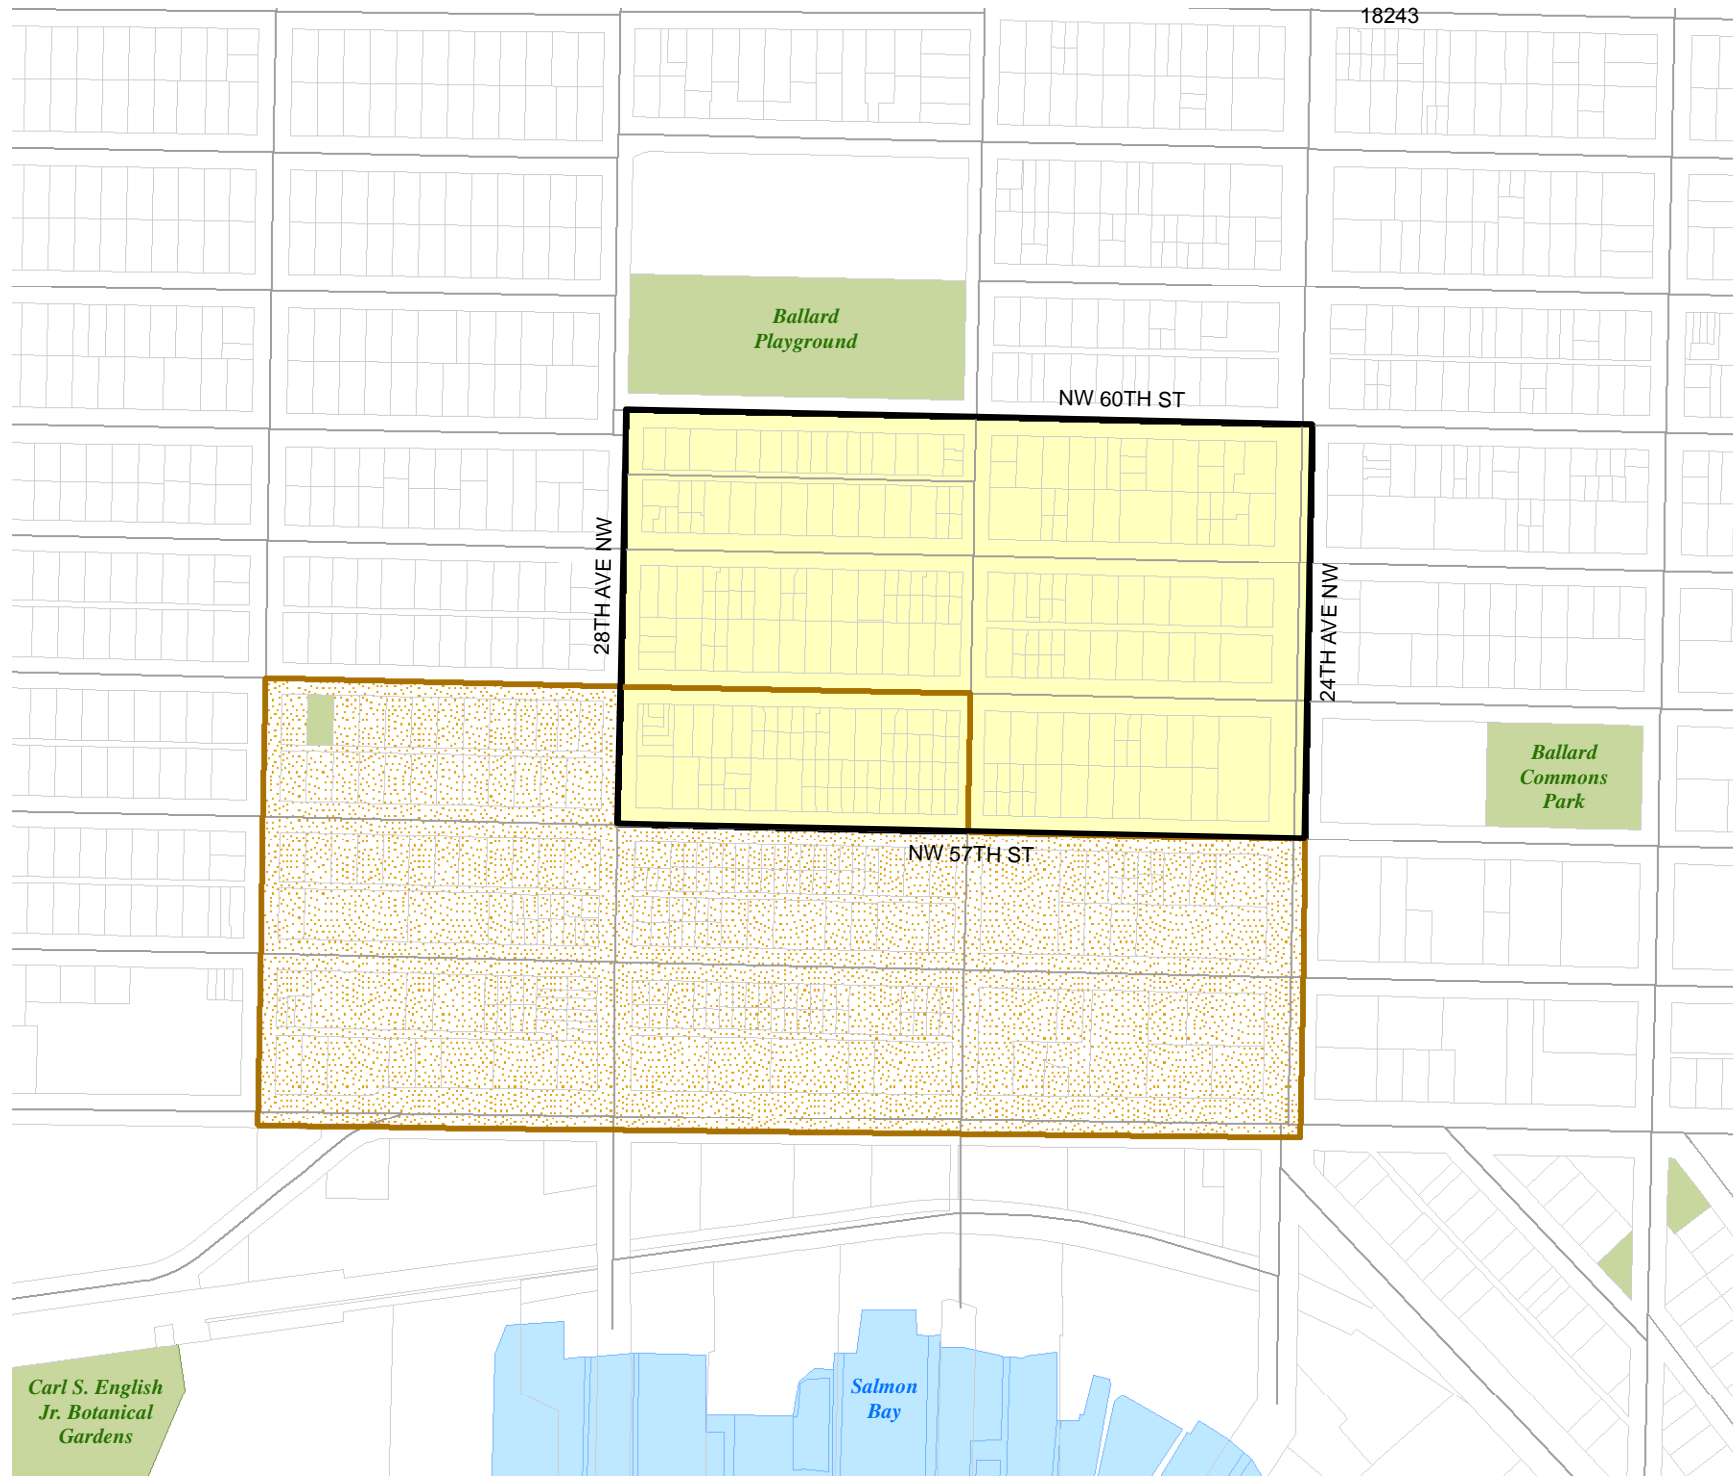 18243
Ballard
Playground
NW 60TH ST
28TH AVE NW
24TH AVE NW
Ballard
Commons
Park
NW 57TH ST
Carl S. English
Jr. Botanical
Gardens
Salmon
Bay